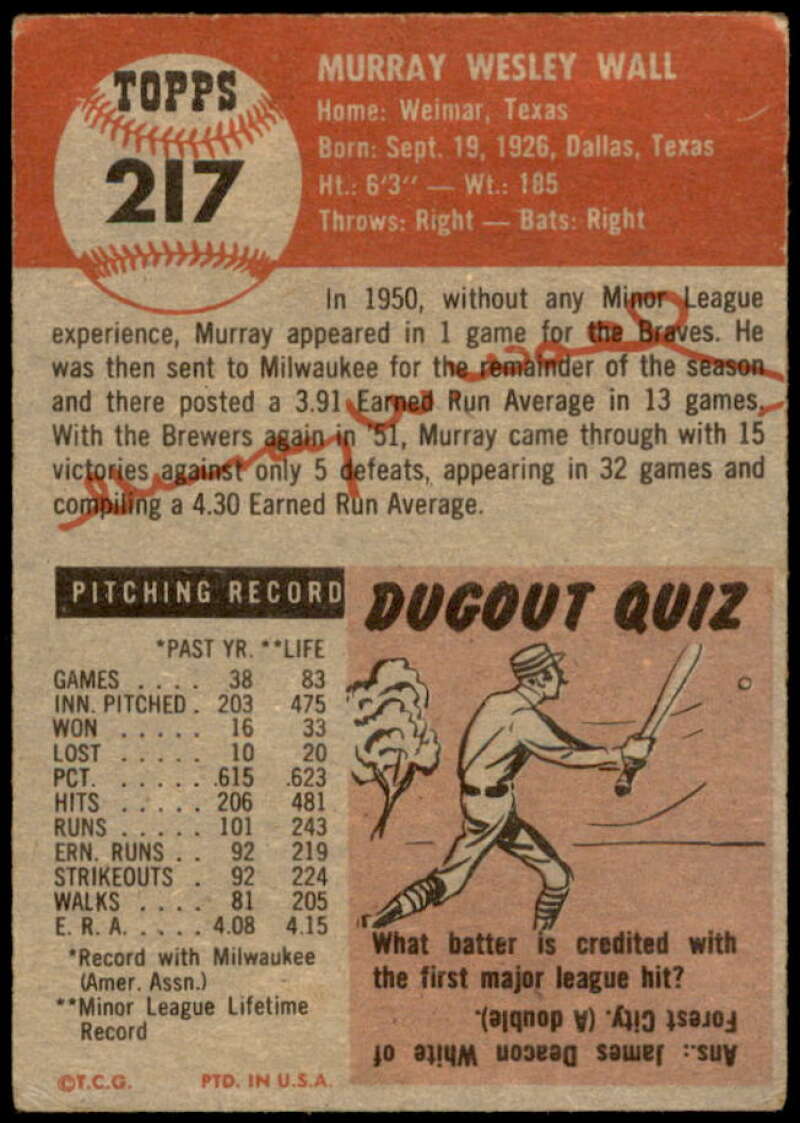 TOPPS
217
MURRAY WESLEY WALL
Home: Weimar, Texas
Born: Sept. 19, 1926, Dallas, Texas
Ht.: 6'3" — Wt.: 185
Throws: Right — Bats: Right
In 1950, without any Minor League
experience, Murray appeared in 1 game for the Braves. He
was then sent to Milwaukee for the remainder of the season
and there posted a 3.91 Earned Run Average in 13 games.
With the Brewers again in '51, Murray came through with 15
victories against only 5 defeats, appearing in 32 games and
compiling a 4.30 Earned Run Average.
Murray W. Wall
PITCHING RECORD
*PAST YR. **LIFE
GAMES . . . . 38 83
INN. PITCHED . 203 475
WON . . . . . 16 33
LOST . . . . . 10 20
PCT. . . . . . .615 .623
HITS . . . . . 206 481
RUNS . . . . . 101 243
ERN. RUNS . . 92 219
STRIKEOUTS . 92 224
WALKS . . . . 81 205
E. R. A. . . . . 4.08 4.15
*Record with Milwaukee
(Amer. Assn.)
**Minor League Lifetime
Record
©T.C.G. PTD. IN U.S.A.
DUGOUT QUIZ
What batter is credited with
the first major league hit?
Ans.: James Deacon White of
Forest City. (A double).